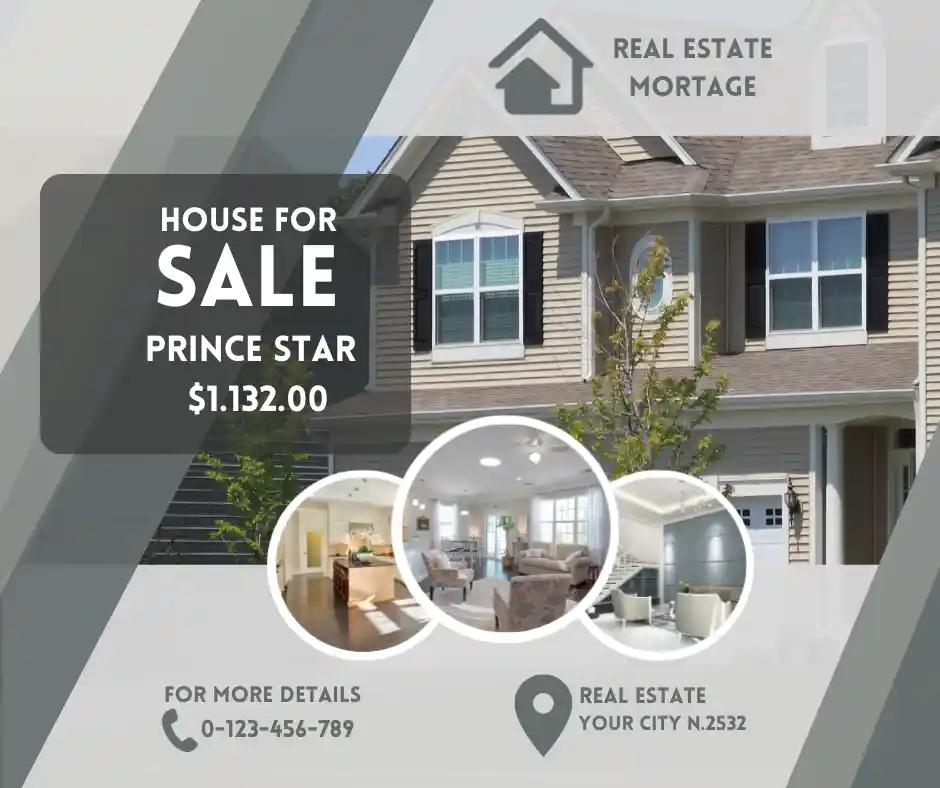 REAL ESTATE
MORTAGE
HOUSE FOR
SALE
PRINCE STAR
$1.132.00
FOR MORE DETAILS
0-123-456-789
REAL ESTATE
YOUR CITY N.2532